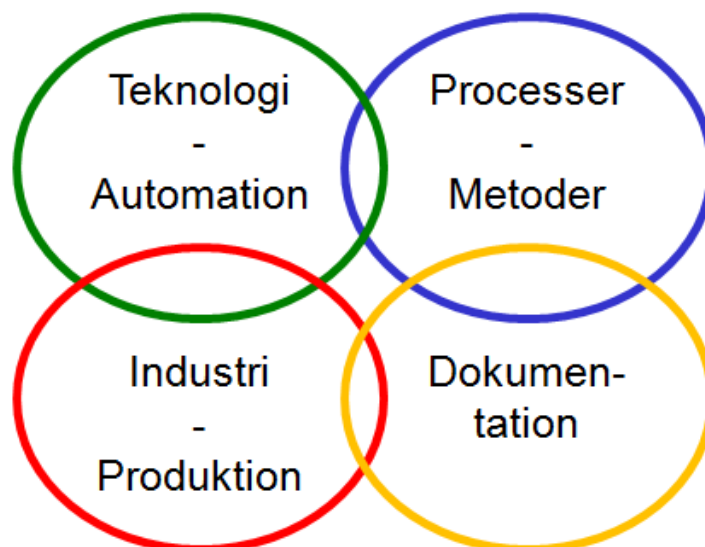 Teknologi
-
Automation
Processer
-
Metoder
Industri
-
Produktion
Dokumen-
tation